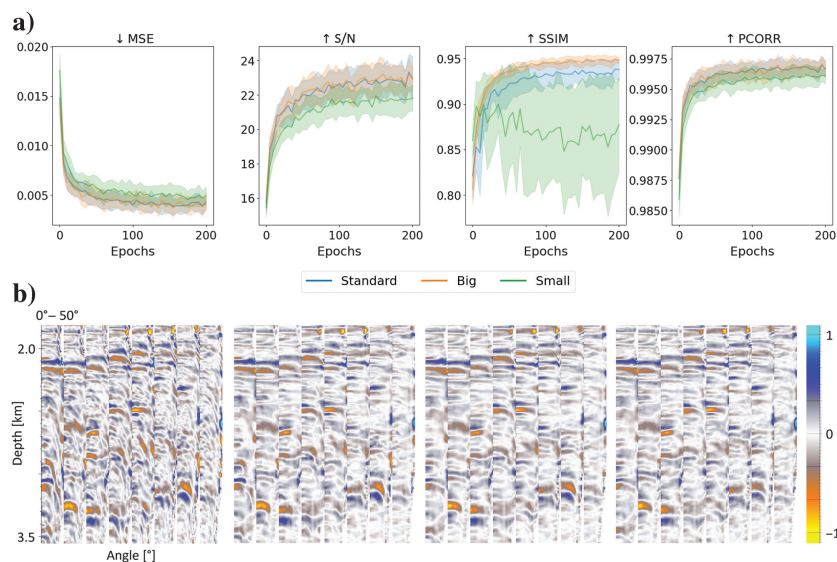 a)
↓ MSE
↑ S/N
↑ SSIM
↑ PCORR
0.020
0.015
0.010
0.005
0
100
200
Epochs
24
22
20
18
16
0
100
200
Epochs
0.95
0.90
0.85
0.80
0
100
200
Epochs
0.9975
0.9950
0.9925
0.9900
0.9875
0.9850
0
100
200
Epochs
Standard Big Small
b)
0°– 50°
2.0
Depth [km]
3.5
Angle [°]
1
0
−1